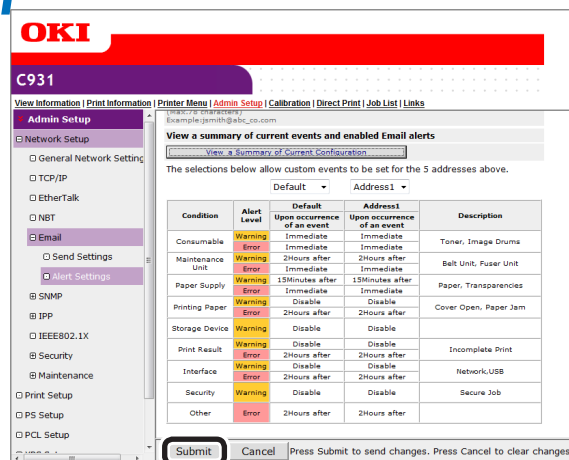 OKI
C931
View Information | Print Information | Printer Menu | Admin Setup | Calibration | Direct Print | Job List | Links
Admin Setup
Network Setup
General Network Setting
TCP/IP
EtherTalk
NBT
Email
Send Settings
Alert Settings
SNMP
IPP
IEEE802.1X
Security
Maintenance
Print Setup
PS Setup
PCL Setup
(Max.78 characters)
Example:jsmith@abc_co.com
View a summary of current events and enabled Email alerts
View a Summary of Current Configuration
The selections below allow custom events to be set for the 5 addresses above.
Default Address1
Condition Alert Level Default Address1 Description
Upon occurrence of an event Upon occurrence of an event
Consumable Warning Immediate Immediate Toner, Image Drums
Error Immediate Immediate
Maintenance Unit Warning 2Hours after 2Hours after Belt Unit, Fuser Unit
Error Immediate Immediate
Paper Supply Warning 15Minutes after 15Minutes after Paper, Transparencies
Error Immediate Immediate
Printing Paper Warning Disable Disable Cover Open, Paper Jam
Error 2Hours after 2Hours after
Storage Device Warning Disable Disable
Print Result Warning Disable Disable Incomplete Print
Error 2Hours after 2Hours after
Interface Warning Disable Disable Network,USB
Error 2Hours after 2Hours after
Security Warning Disable Disable Secure Job
Other Error 2Hours after 2Hours after
Submit Cancel Press Submit to send changes. Press Cancel to clear changes